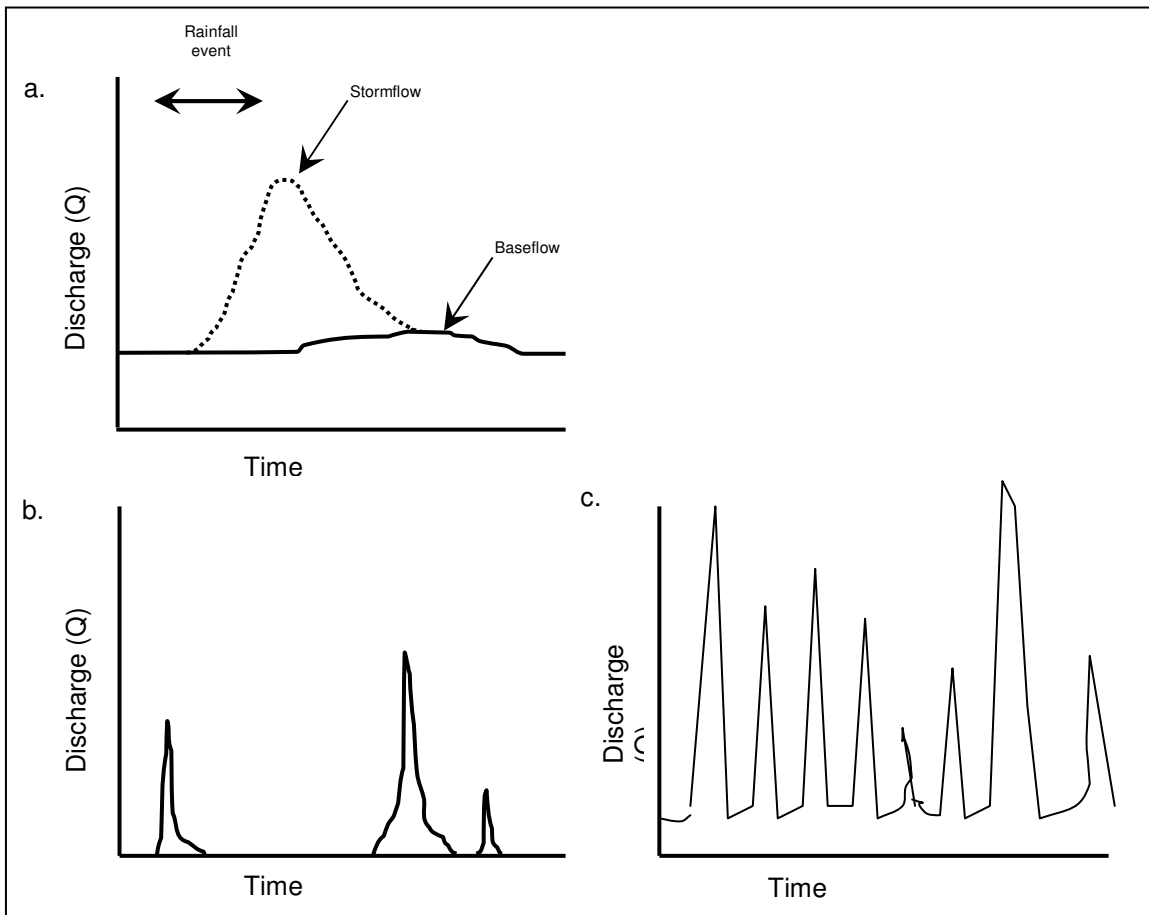 Rainfall
event
a.
Stormflow
Discharge (Q)
Baseflow
Time
b.
Discharge (Q)
Time
c.
Discharge
Time